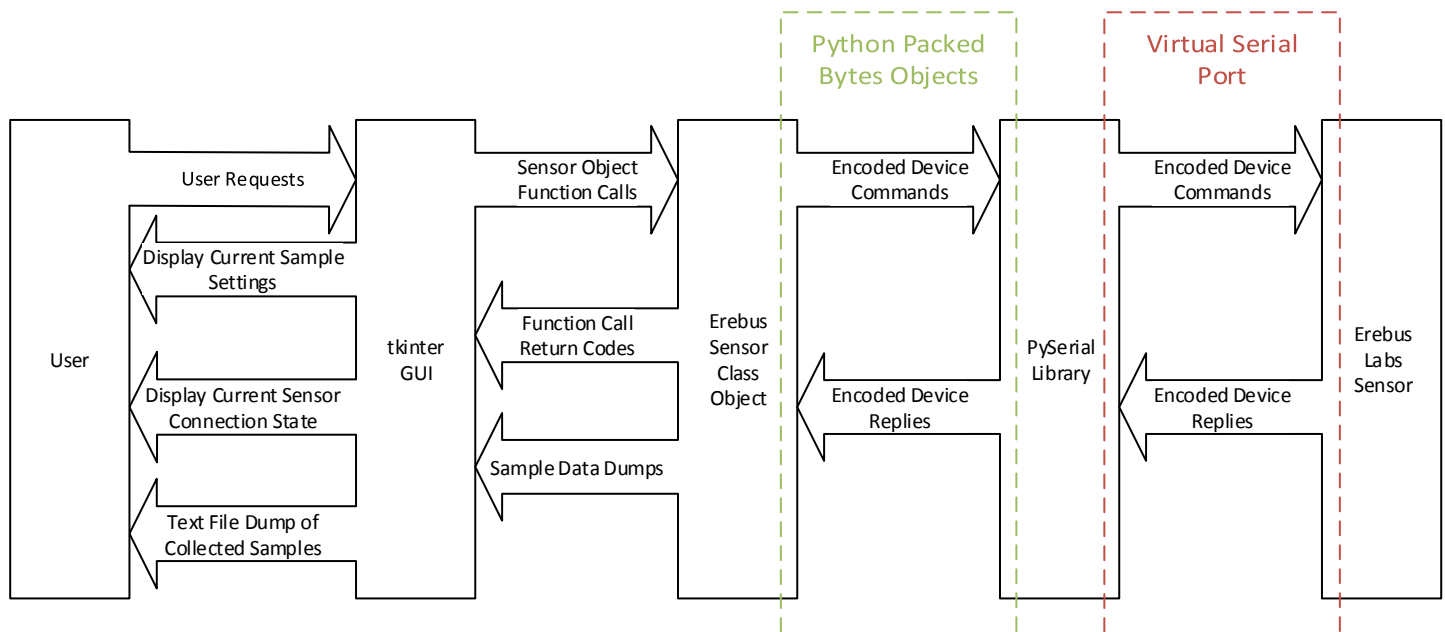 Python Packed
Bytes Objects
Virtual Serial
Port
User Requests
Sensor Object
Function Calls
Encoded Device
Commands
Encoded Device
Commands
Display Current Sample
Settings
User
tkinter
GUI
Function Call
Return Codes
Erebus
Sensor
Class
Object
PySerial
Library
Erebus
Labs
Sensor
Display Current Sensor
Connection State
Encoded Device
Replies
Encoded Device
Replies
Sample Data Dumps
Text File Dump of
Collected Samples